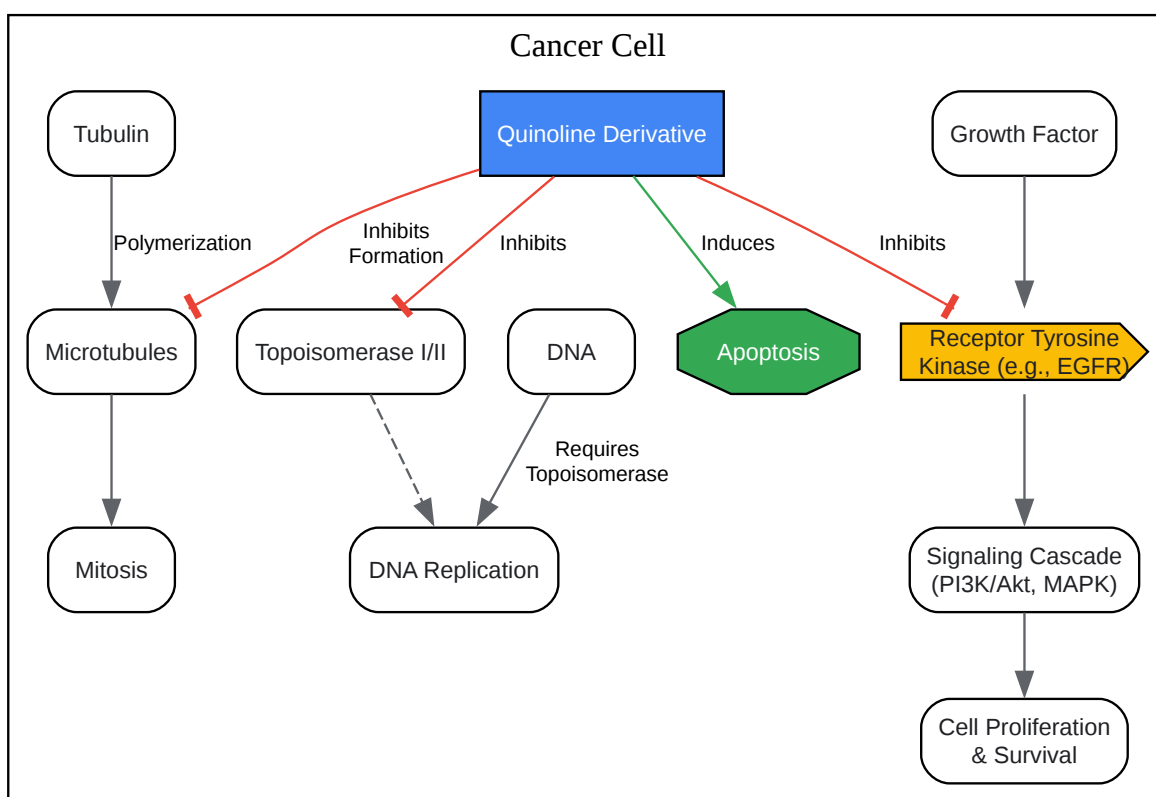 Cancer Cell
Tubulin
Quinoline Derivative
Growth Factor
Polymerization
Inhibits
Formation
Inhibits
Induces
Inhibits
Microtubules
Topoisomerase I/II
DNA
Apoptosis
Receptor Tyrosine
Kinase (e.g., EGFR)
Requires
Topoisomerase
Mitosis
DNA Replication
Signaling Cascade
(PI3K/Akt, MAPK)
Cell Proliferation
& Survival